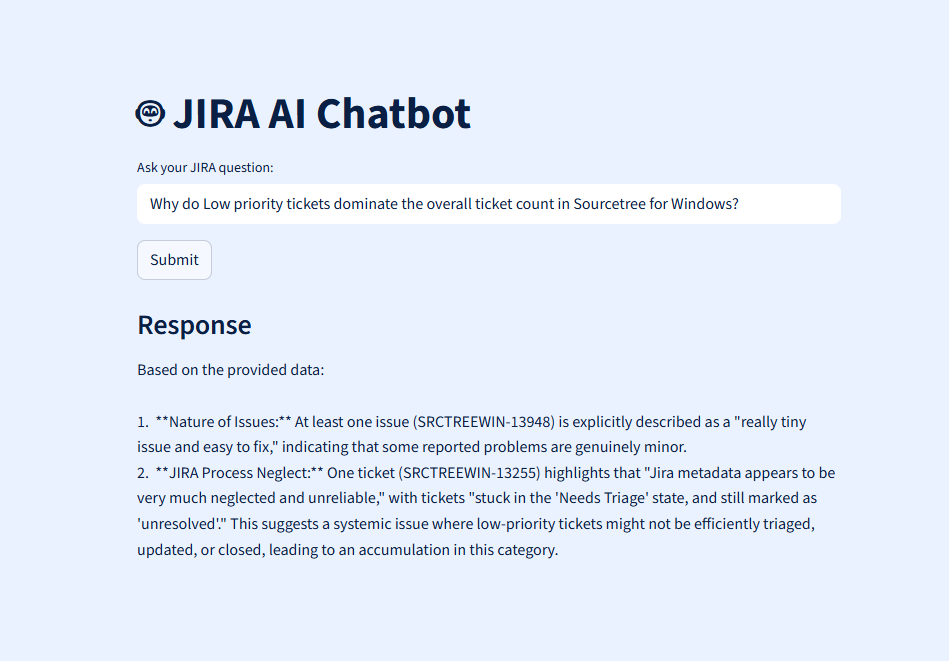 JIRA AI Chatbot
Ask your JIRA question:
Why do Low priority tickets dominate the overall ticket count in Sourcetree for Windows?
Submit
Response
Based on the provided data:
1. **Nature of Issues:** At least one issue (SRCTREEWIN-13948) is explicitly described as a "really tiny
issue and easy to fix," indicating that some reported problems are genuinely minor.
2. **JIRA Process Neglect:** One ticket (SRCTREEWIN-13255) highlights that "Jira metadata appears to be
very much neglected and unreliable," with tickets "stuck in the 'Needs Triage' state, and still marked as
'unresolved'." This suggests a systemic issue where low-priority tickets might not be efficiently triaged,
updated, or closed, leading to an accumulation in this category.